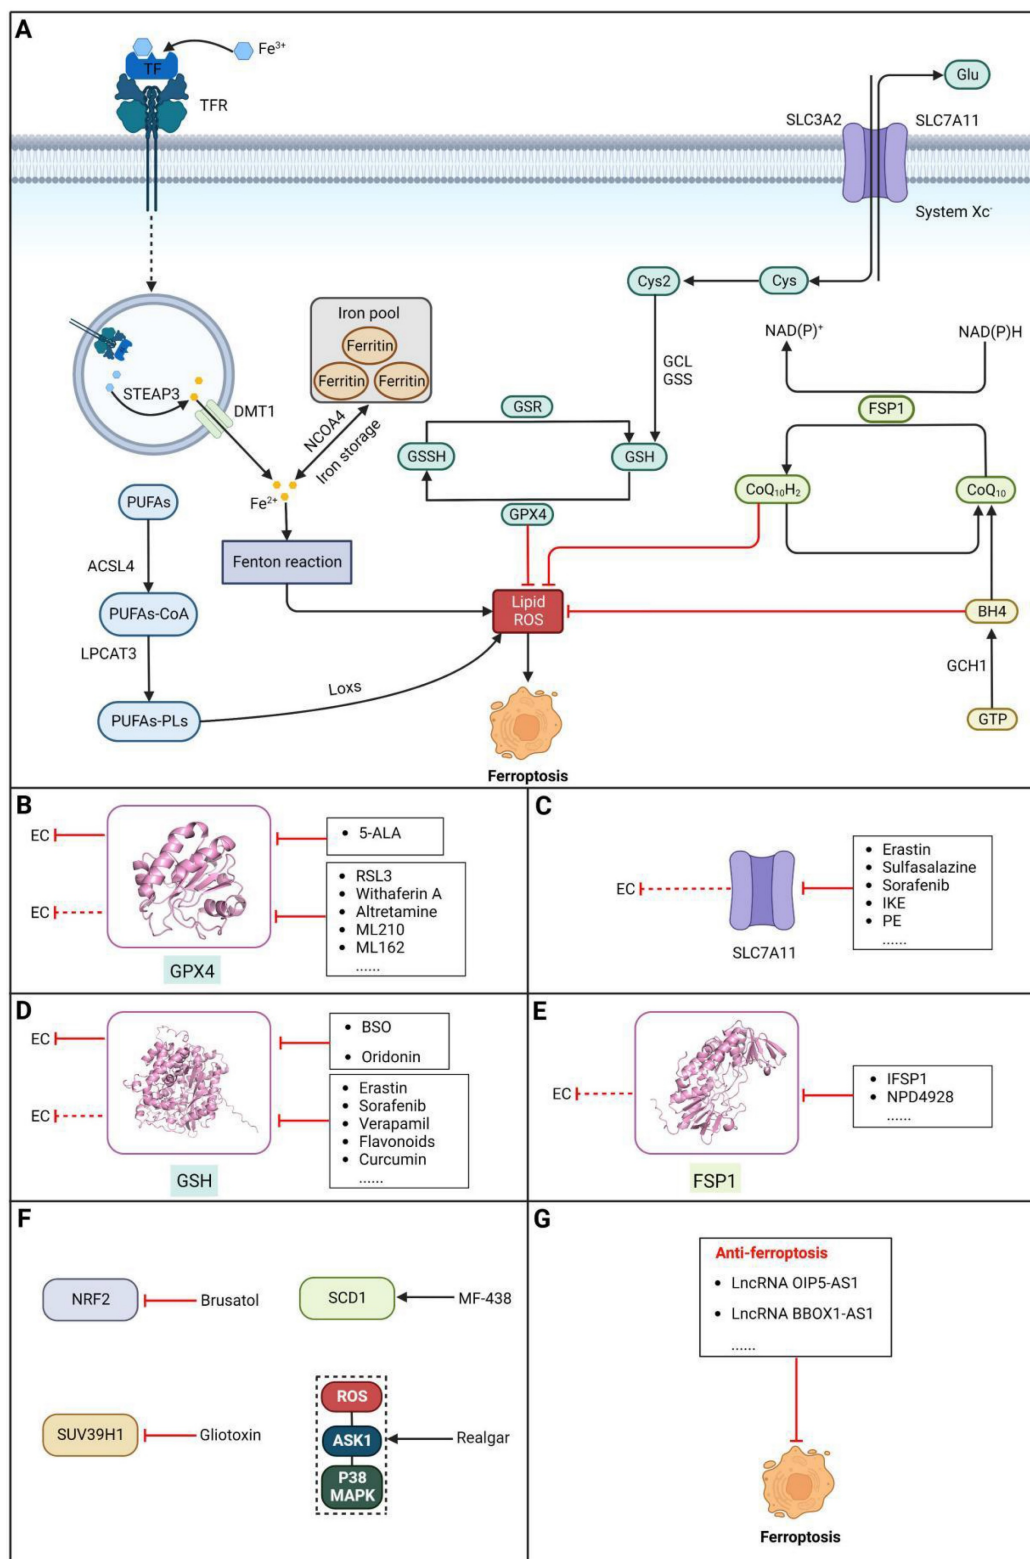 A
Fe³⁺
TF
TFR
Glu
SLC3A2
SLC7A11
System Xc⁻
Cys2
Cys
Iron pool
Ferritin
Ferritin
Ferritin
NAD(P)⁺
NAD(P)H
GCL
GSS
STEAP3
DMT1
NCOA4
Iron storage
FSP1
GSR
GSSH
GSH
CoQ₁₀H₂
CoQ₁₀
PUFAs
Fe²⁺
GPX4
ACSL4
Fenton reaction
Lipid
ROS
PUFAs-CoA
BH4
LPCAT3
GCH1
Loxs
PUFAs-PLs
GTP
Ferroptosis
B
EC
EC
GPX4
• 5-ALA
• RSL3
• Withaferin A
• Altretamine
• ML210
• ML162
......
C
EC
SLC7A11
• Erastin
• Sulfasalazine
• Sorafenib
• IKE
• PE
......
D
EC
EC
GSH
• BSO
• Oridonin
• Erastin
• Sorafenib
• Verapamil
• Flavonoids
• Curcumin
......
E
EC
FSP1
• IFSP1
• NPD4928
......
F
NRF2
Brusatol
SCD1
MF-438
SUV39H1
Gliotoxin
ROS
ASK1
P38
MAPK
Realgar
G
Anti-ferroptosis
• LncRNA OIP5-AS1
• LncRNA BBOX1-AS1
......
Ferroptosis